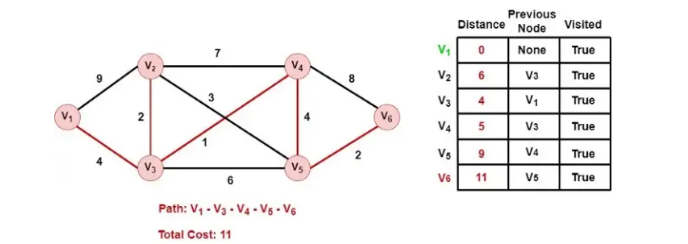 Distance Previous Node Visited
V1 0 None True
V2 6 V3 True
V3 4 V1 True
V4 5 V3 True
V5 9 V4 True
V6 11 V5 True
7
V2 V4
9 8
3
V1 2 4 V6
1
4 2
V3 V5
6
Path: V1 - V3 - V4 - V5 - V6
Total Cost: 11